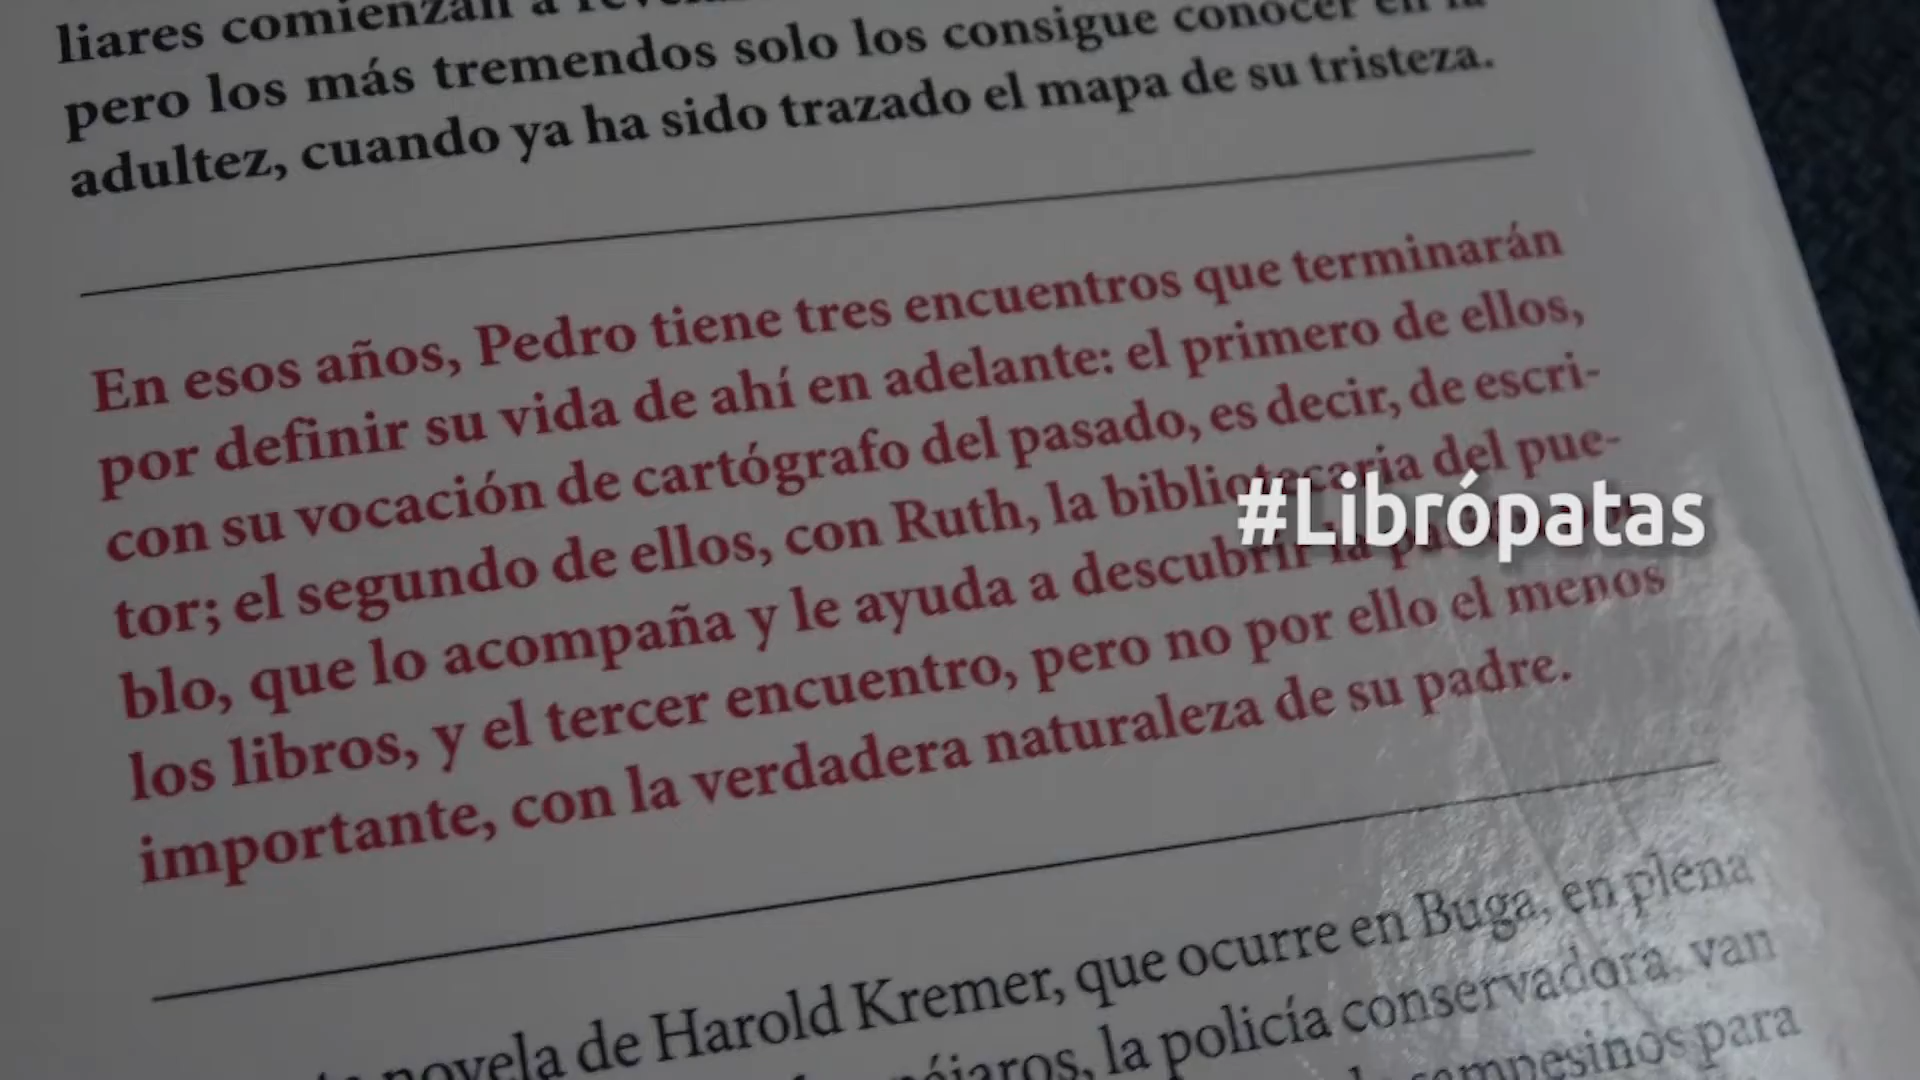 liares comienzan a
pero los más tremendos solo los consigue conocer en la
adultez, cuando ya ha sido trazado el mapa de su tristeza.
En esos años, Pedro tiene tres encuentros que terminarán
por definir su vida de ahí en adelante: el primero de ellos,
con su vocación de cartógrafo del pasado, es decir, de escri-
tor; el segundo de ellos, con Ruth, la bibliotecaria del pue-
#Librópatas
blo, que lo acompaña y le ayuda a descubrir la
los libros, y el tercer encuentro, pero no por ello el menos
importante, con la verdadera naturaleza de su padre.
novela de Harold Kremer, que ocurre en Buga, en plena
la policía conservadora, van
campesinos para